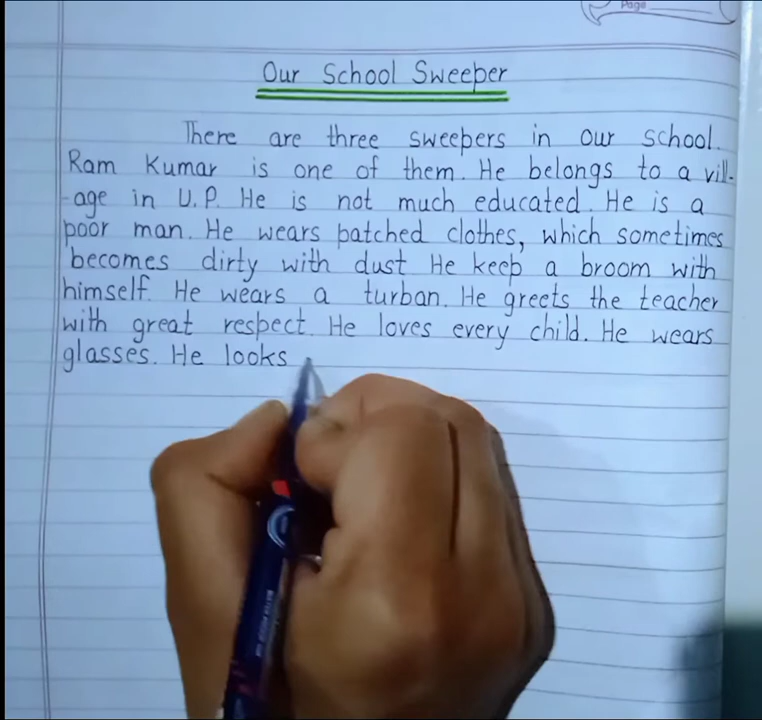 Page
Our School Sweeper
There are three sweepers in our school.
Ram Kumar is one of them. He belongs to a vill-
-age in U.P. He is not much educated. He is a
poor man. He wears patched clothes, which sometimes
becomes dirty with dust He keep a broom with
himself. He wears a turban. He greets the teacher
with great respect. He loves every child. He wears
glasses. He looks